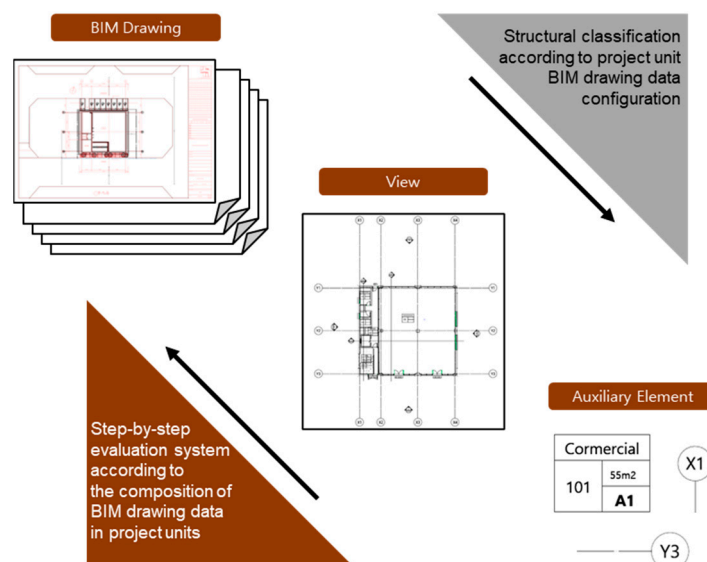 BIM Drawing
Structural classification
according to project unit
BIM drawing data
configuration
View
Step-by-step
evaluation system
according to
the composition of
BIM drawing data
in project units
Auxiliary Element
Cormercial
101
55m2
A1
X1
Y3